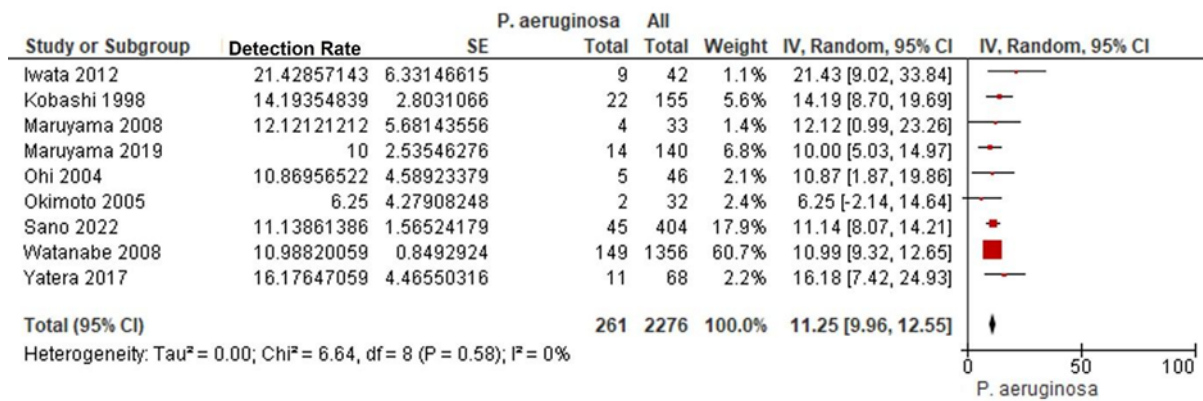 P. aeruginosa All
Study or Subgroup Detection Rate SE Total Total Weight IV, Random, 95% CI IV, Random, 95% CI
Iwata 2012 21.42857143 6.33146615 9 42 1.1% 21.43 [9.02, 33.84]
Kobashi 1998 14.19354839 2.8031066 22 155 5.6% 14.19 [8.70, 19.69]
Maruyama 2008 12.12121212 5.68143556 4 33 1.4% 12.12 [0.99, 23.26]
Maruyama 2019 10 2.53546276 14 140 6.8% 10.00 [5.03, 14.97]
Ohi 2004 10.86956522 4.58923379 5 46 2.1% 10.87 [1.87, 19.86]
Okimoto 2005 6.25 4.27908248 2 32 2.4% 6.25 [-2.14, 14.64]
Sano 2022 11.13861386 1.56524179 45 404 17.9% 11.14 [8.07, 14.21]
Watanabe 2008 10.98820059 0.8492924 149 1356 60.7% 10.99 [9.32, 12.65]
Yatera 2017 16.17647059 4.46550316 11 68 2.2% 16.18 [7.42, 24.93]
Total (95% CI) 261 2276 100.0% 11.25 [9.96, 12.55]
Heterogeneity: Tau² = 0.00; Chi² = 6.64, df = 8 (P = 0.58); I² = 0%
0 50 100
P. aeruginosa